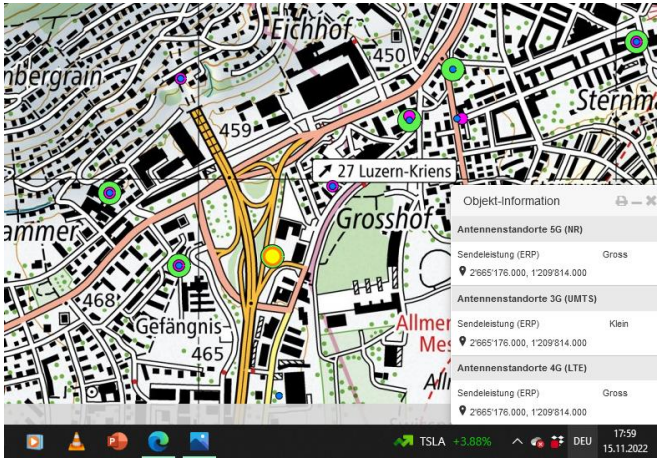 Eichhof
450
nbergrain
Sternm
459
27 Luzern-Kriens
Grosshof
ammer
468
Gefängnis
465
Allmer
Mes
Objekt-Information
Antennenstandorte 5G (NR)
Sendeleistung (ERP) Gross
2'665'176.000, 1'209'814.000
Antennenstandorte 3G (UMTS)
Sendeleistung (ERP) Klein
2'665'176.000, 1'209'814.000
Antennenstandorte 4G (LTE)
Sendeleistung (ERP) Gross
2'665'176.000, 1'209'814.000
TSLA +3.88%
DEU
17:59
15.11.2022